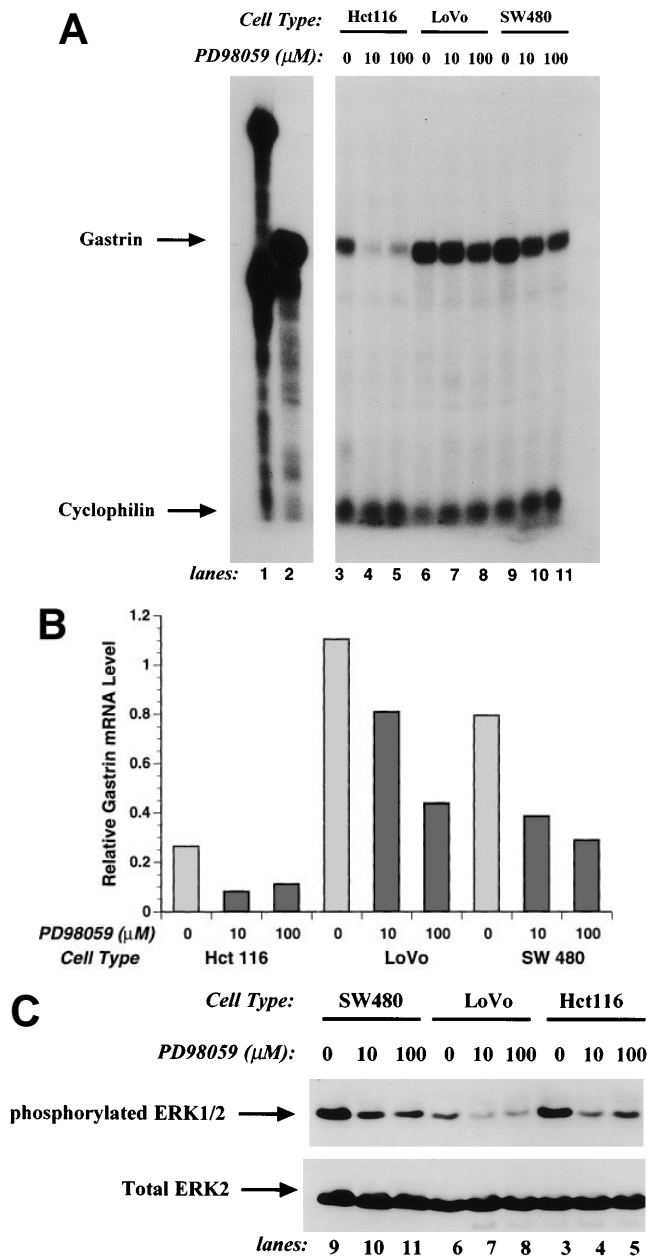 A
Cell Type: Hct116 LoVo SW480
PD98059 (μM): 0 10 100 0 10 100 0 10 100
Gastrin
Cyclophilin
lanes: 1 2 3 4 5 6 7 8 9 10 11
B
Relative Gastrin mRNA Level
1.2
1
0.8
0.6
0.4
0.2
0
PD98059 (μM) 0 10 100 0 10 100 0 10 100
Cell Type Hct 116 LoVo SW 480
C
Cell Type: SW480 LoVo Hct116
PD98059 (μM): 0 10 100 0 10 100 0 10 100
phosphorylated ERK1/2
Total ERK2
lanes: 9 10 11 6 7 8 3 4 5